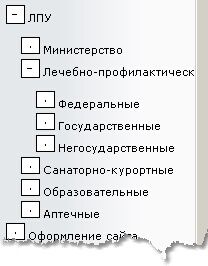 ЛПУ
Министерство
Лечебно-профилактическ
Федеральные
Государственные
Негосударственные
Санаторно-курортные
Образовательные
Аптечные
Оформление сайта